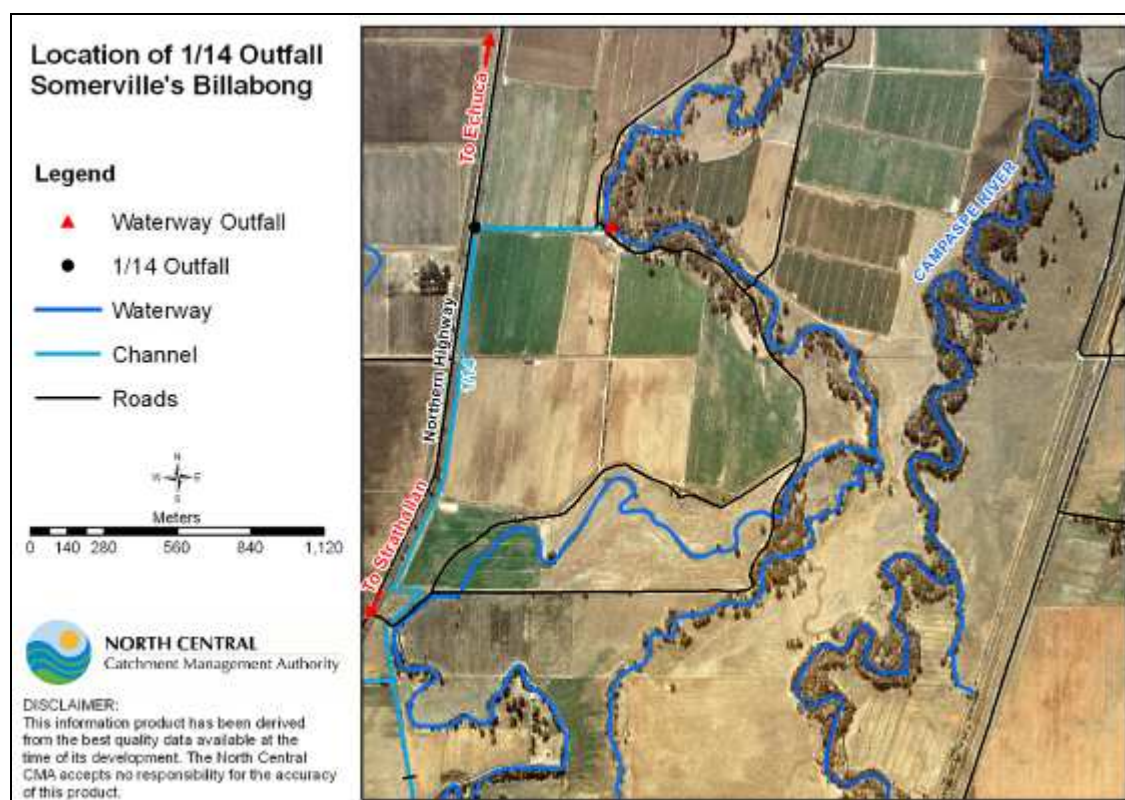 Location of 1/14 Outfall
Somerville's Billabong
Legend
Waterway Outfall
1/14 Outfall
Waterway
Channel
Roads
N
W E
S
Meters
0 140 280 560 840 1,120
NORTH CENTRAL
Catchment Management Authority
DISCLAIMER:
This information product has been derived
from the best quality data available at the
time of its development. The North Central
CMA accepts no responsibility for the accuracy
of this product.
To Echuca
CAMPASPE RIVER
Northern Highway
1/14
To Strathallan